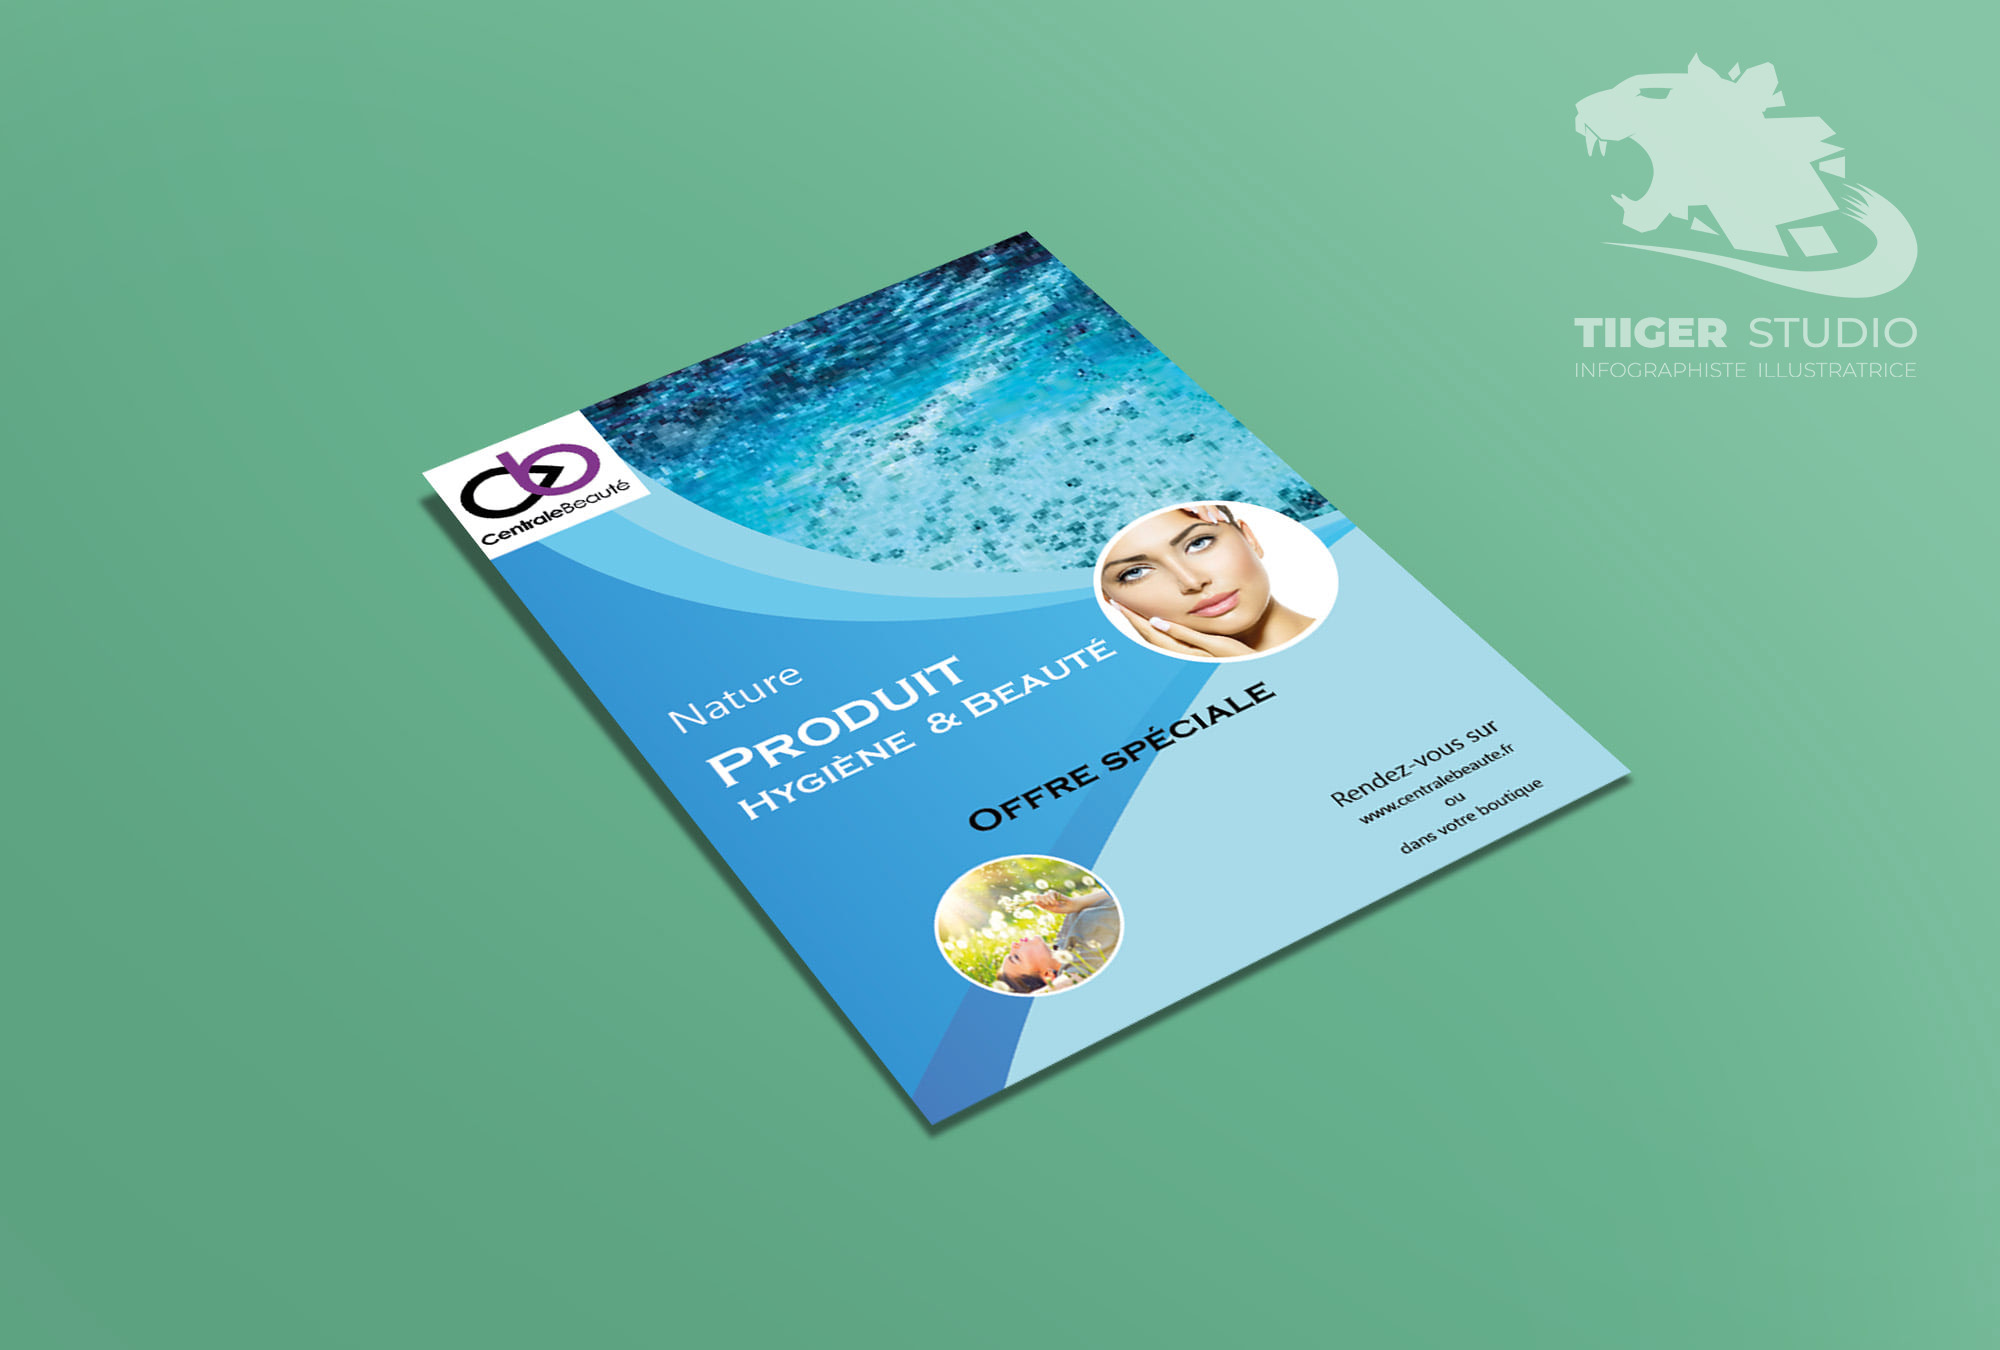 TIIGER STUDIO
INFOGRAPHISTE ILLUSTRATRICE
cb
CentraleBeauté
Nature
PRODUIT
HYGIÈNE & BEAUTÉ
OFFRE SPÉCIALE
Rendez-vous sur
www.centralebeaute.fr
ou
dans votre boutique